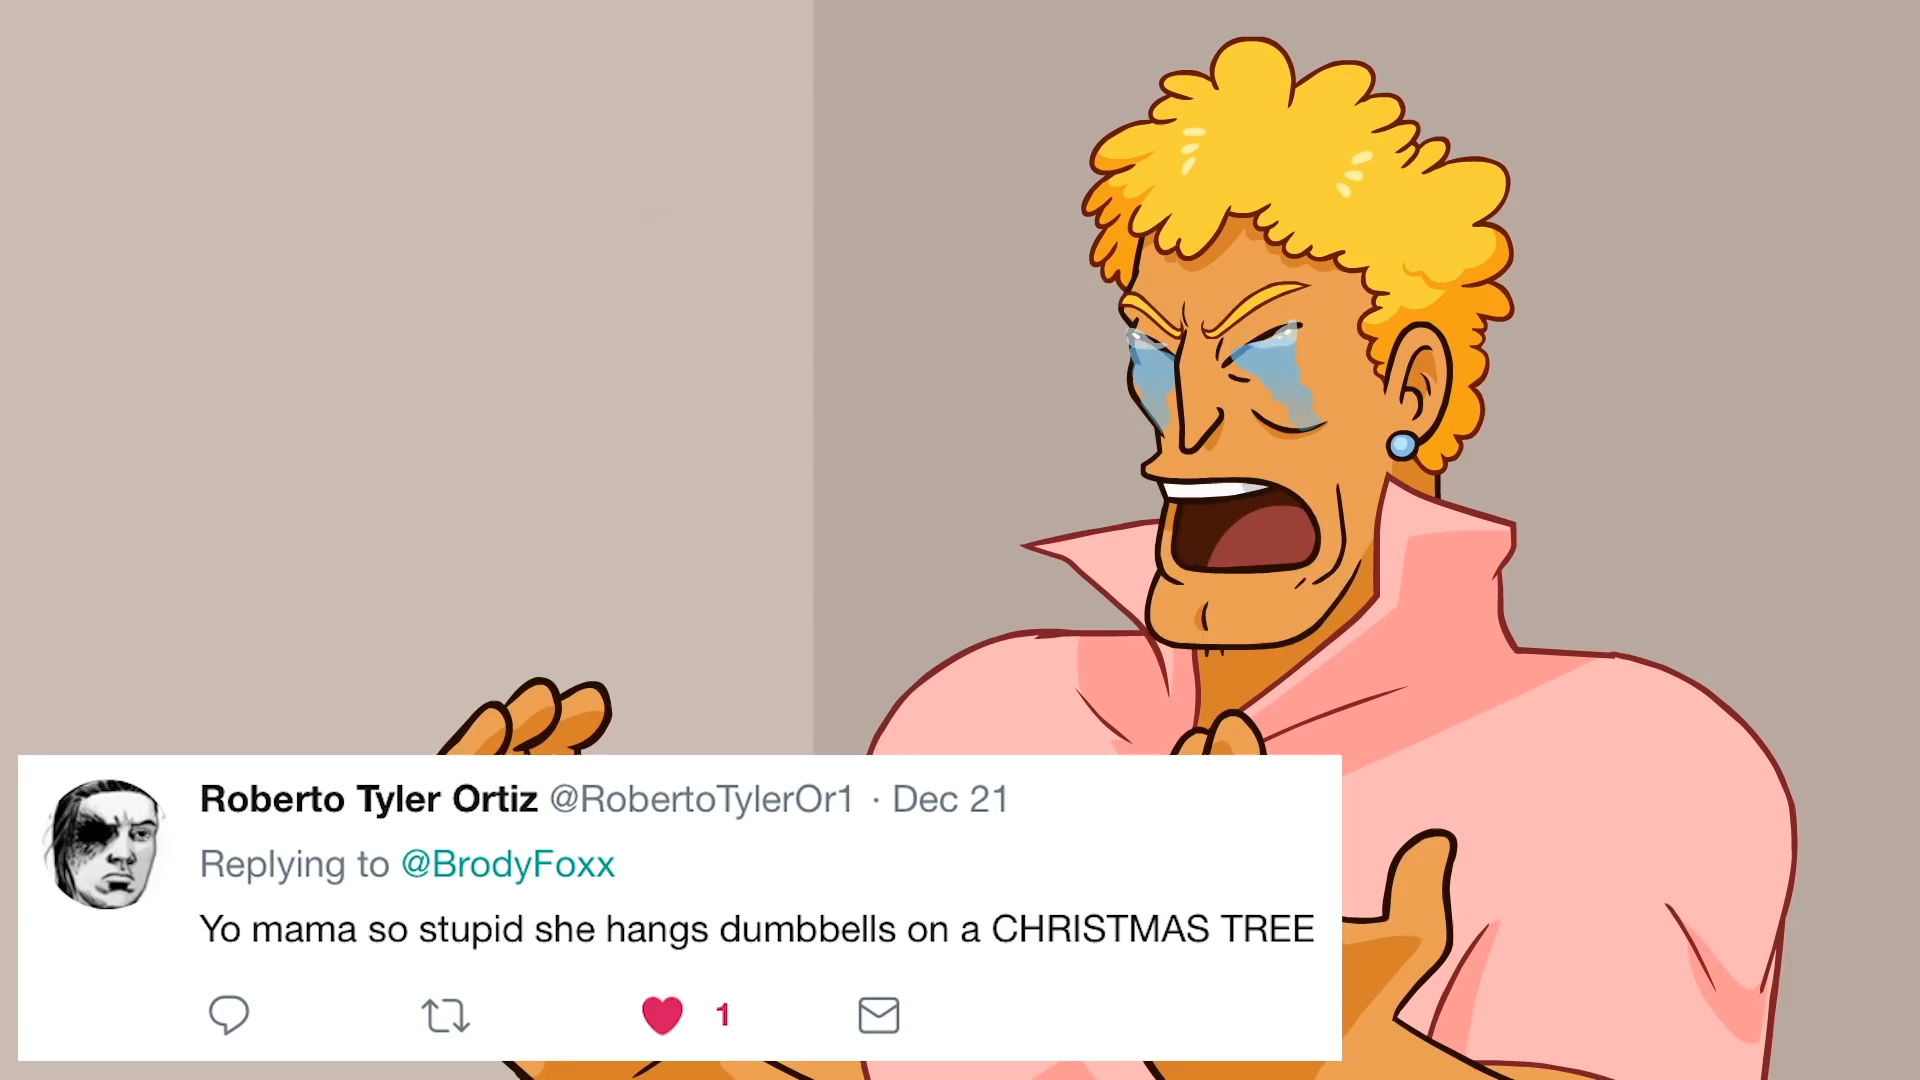 Roberto Tyler Ortiz @RobertoTylerOr1 · Dec 21
Replying to @BrodyFoxx
Yo mama so stupid she hangs dumbbells on a CHRISTMAS TREE
1